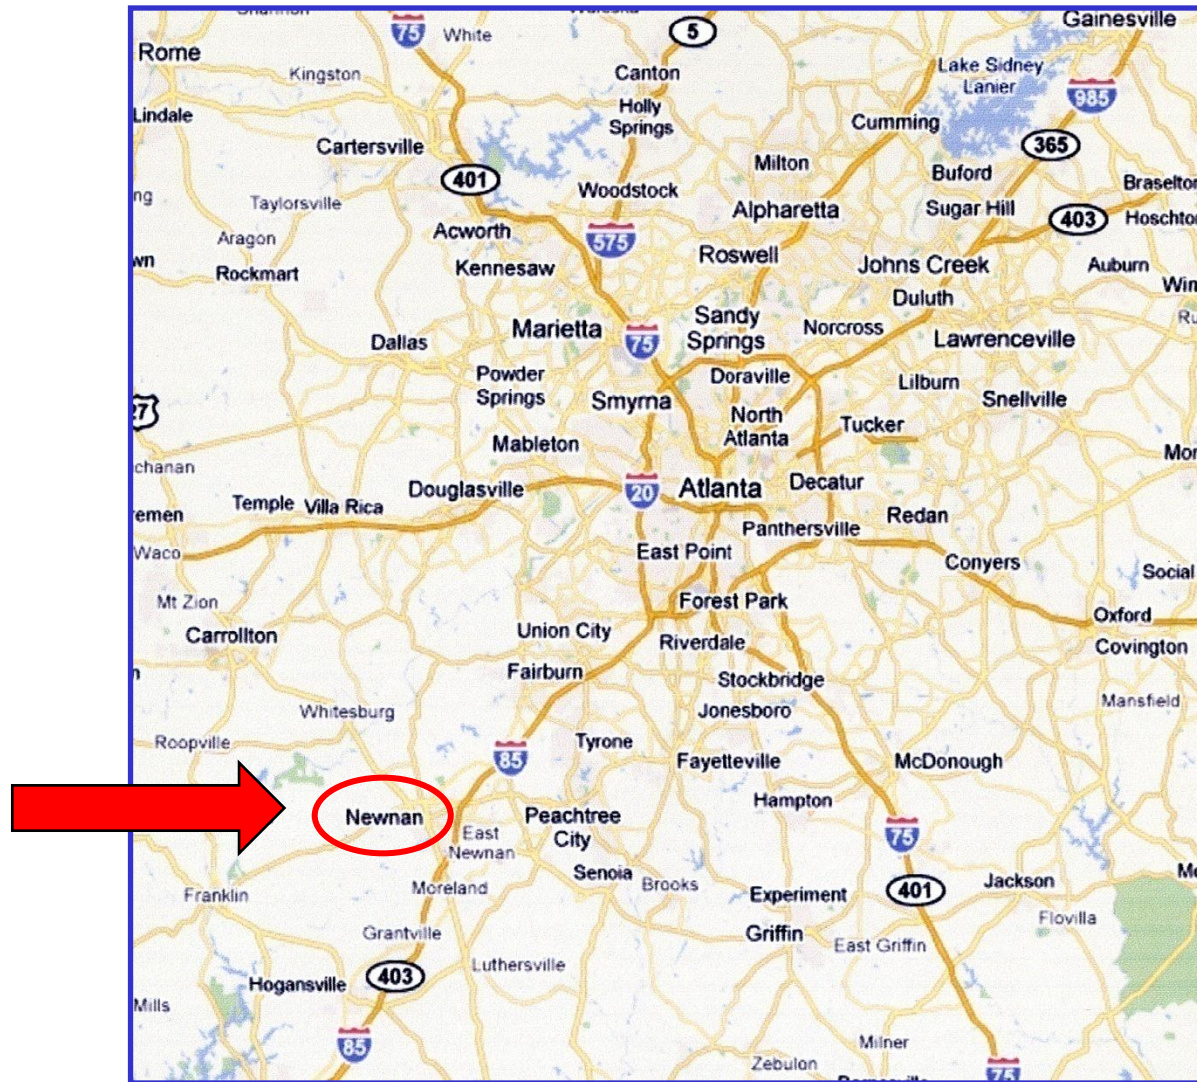 Gainesville
75
White
5
Rome
Kingston
Canton
Lake Sidney
Lanier
985
Lindale
Holly
Springs
Cumming
Cartersville
365
Milton
401
Woodstock
Buford
Braselton
Taylorsville
Alpharetta
Sugar Hill
403
Hoschton
Aragon
Acworth
575
Roswell
Kennesaw
Johns Creek
Auburn
Rockmart
Duluth
Sandy
Springs
Norcross
Marietta
75
Dallas
Lawrenceville
Powder
Springs
Doraville
Lilburn
Smyrna
Snellville
27
North
Atlanta
Tucker
Mableton
Douglasville
20
Atlanta
Decatur
Temple
Villa Rica
Redan
Panthersville
Waco
East Point
Conyers
Social
Mt Zion
Forest Park
Oxford
Carrollton
Union City
Riverdale
Covington
Fairburn
Stockbridge
Mansfield
Whitesburg
Jonesboro
Roopville
85
Tyrone
Fayetteville
McDonough
Hampton
Newnan
Peachtree
City
East
Newnan
75
Senoia
Franklin
Moreland
Brooks
Experiment
401
Jackson
Flovilla
Grantville
Griffin
East Griffin
Luthersville
Hogansville
403
Mills
85
Milner
Zebulon
75